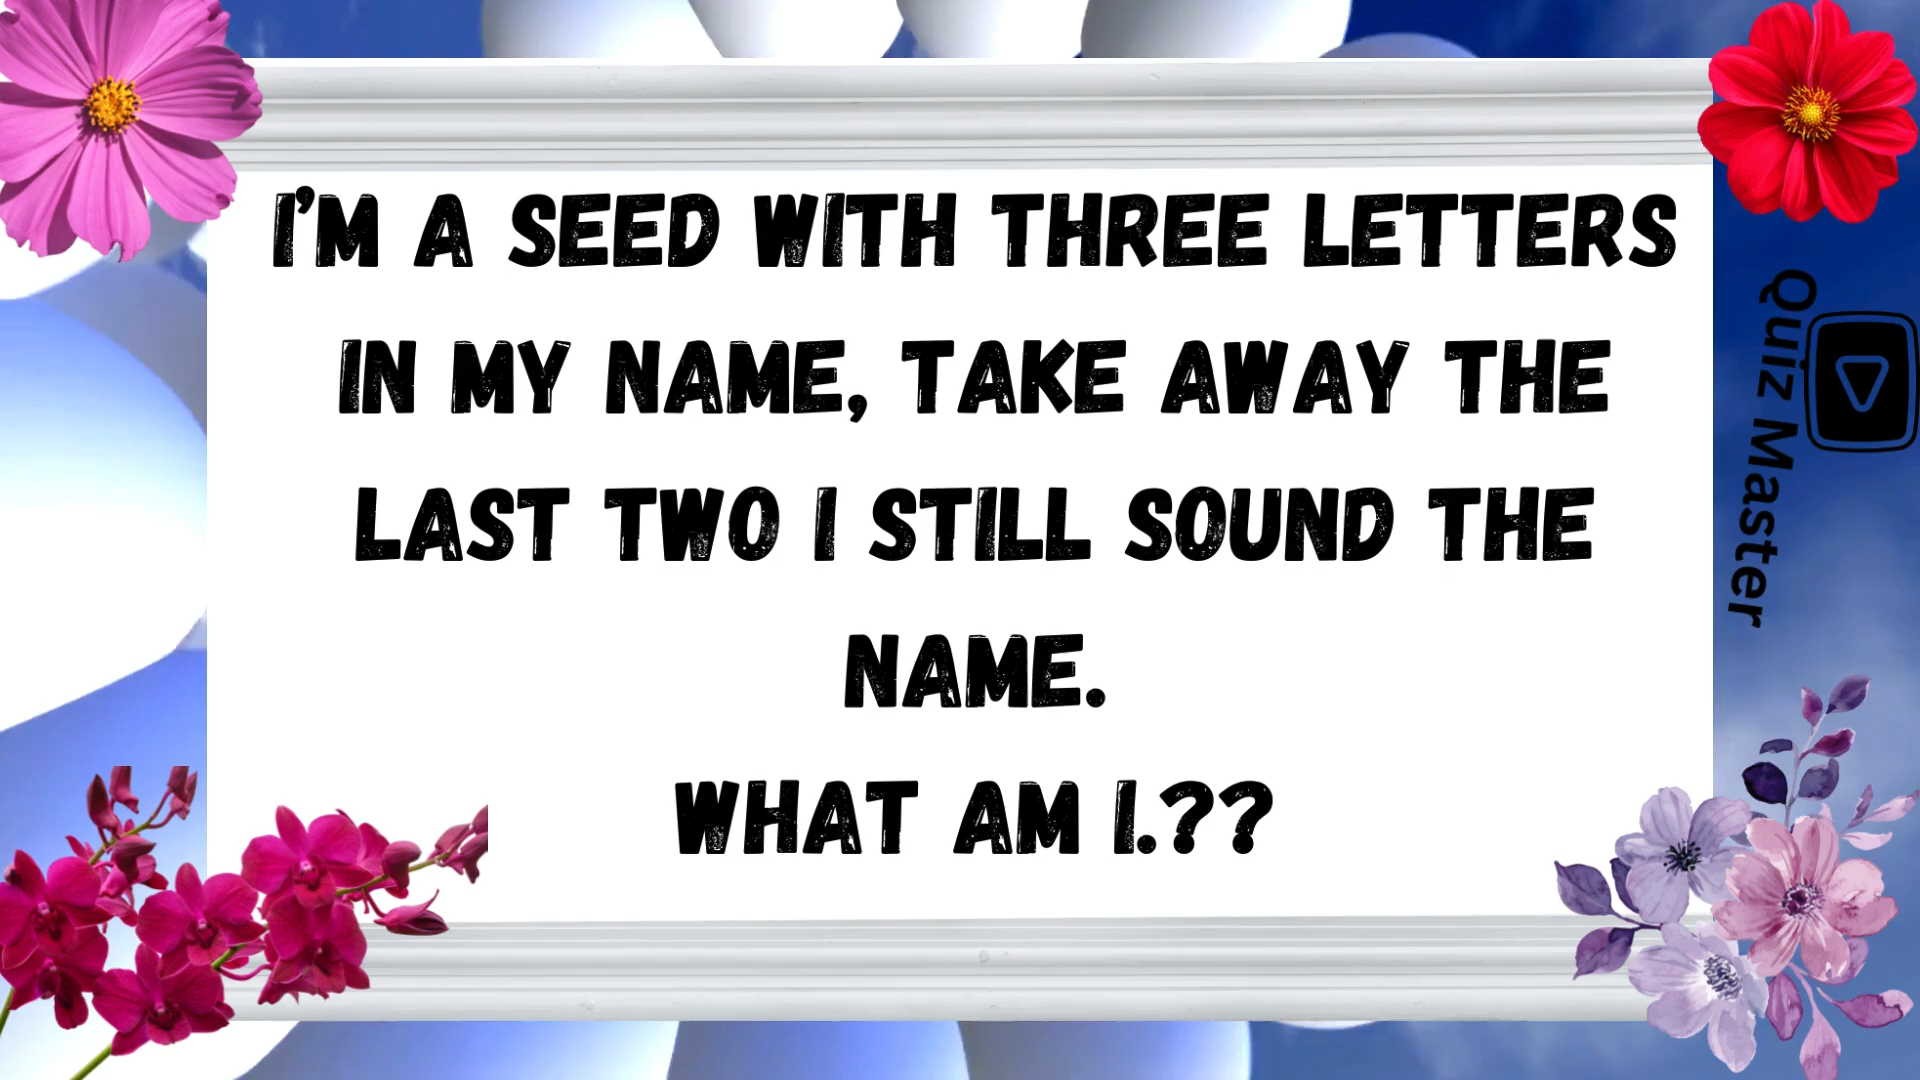 I'M A SEED WITH THREE LETTERS
IN MY NAME, TAKE AWAY THE
LAST TWO I STILL SOUND THE
NAME.
WHAT AM I.??
Quiz Master